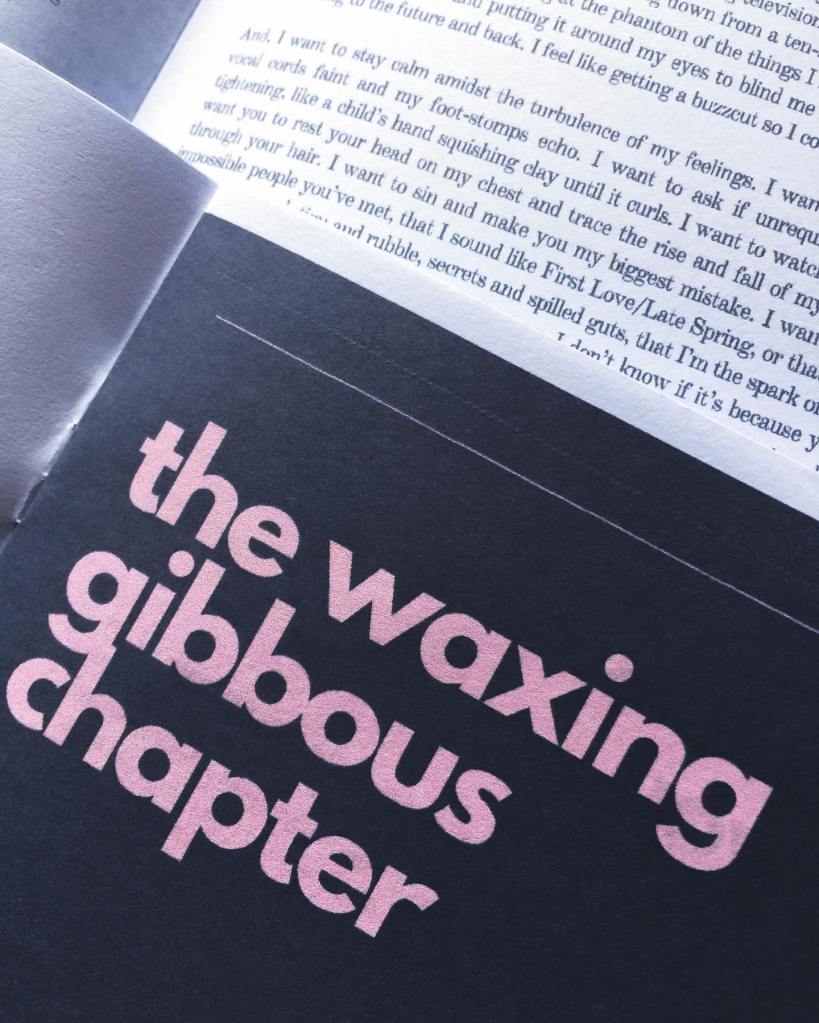 down from a ten-
at the phantom of the things I
and putting it around my eyes to blind me
to the future and back. I feel like getting a buzzcut so I co
And, I want to stay calm amidst the turbulence of my feelings. I wan
vocal cords faint and my foot-stomps echo. I want to ask if unrequ
tightening, like a child's hand squishing clay until it curls. I want to watch
want you to rest your head on my chest and trace the rise and fall of my
through your hair. I want to sin and make you my biggest mistake. I wan
impossible people you've met, that I sound like First Love/Late Spring, or tha
and rubble, secrets and spilled guts, that I'm the spark o
I don't know if it's because y
the waxing
gibbous
chapter